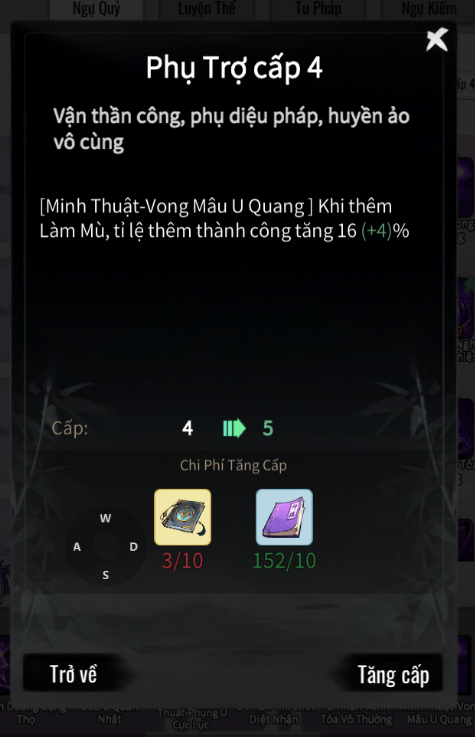 Ngự Quỷ
Luyện Thể
Tu Pháp
Ngự Kiếm
Phụ Trợ cấp 4
Vận thần công, phụ diệu pháp, huyền ảo
vô cùng
[Minh Thuật-Vong Mâu U Quang ] Khi thêm
Làm Mù, tỉ lệ thêm thành công tăng 16 (+4)%
Cấp: 4 5
Chi Phí Tăng Cấp
W
A D
S
3/10 152/10
Trở về Tăng cấp
Thọ
Nhật
Thuật-Phụng U
Cực Lục
Diệt Nhận
Tỏa Vô Thường
Mâu U Quang